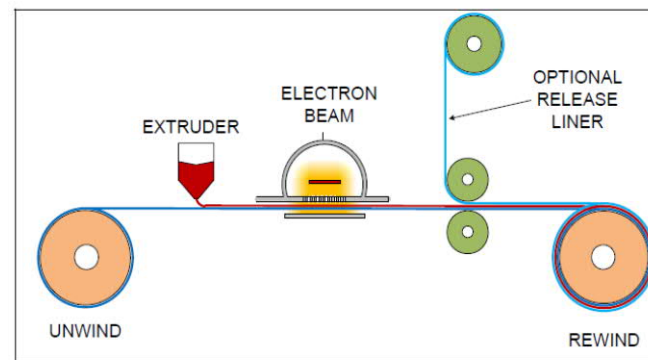 EXTRUDER
ELECTRON
BEAM
OPTIONAL
RELEASE
LINER
UNWIND
REWIND